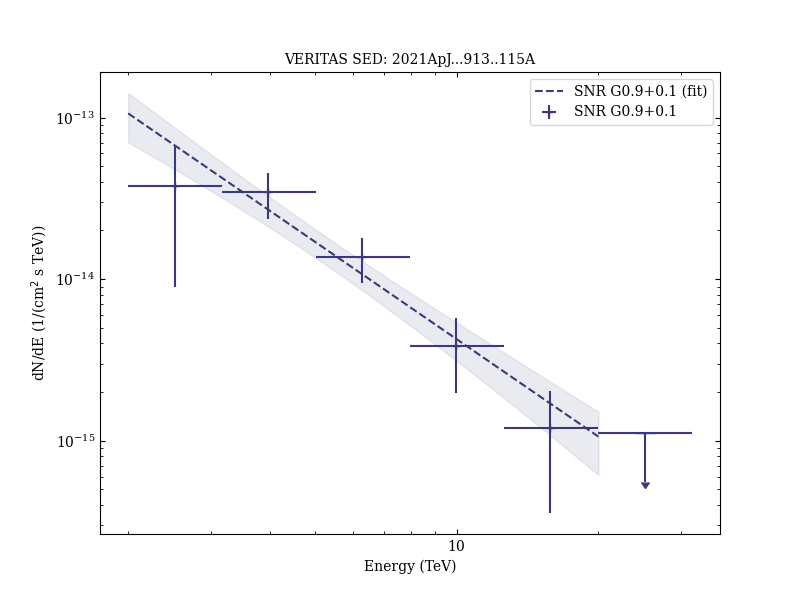 VERITAS SED: 2021ApJ...913..115A
SNR G0.9+0.1 (fit)
SNR G0.9+0.1
10⁻¹³
10⁻¹⁴
10⁻¹⁵
dN/dE (1/(cm² s TeV))
10
Energy (TeV)